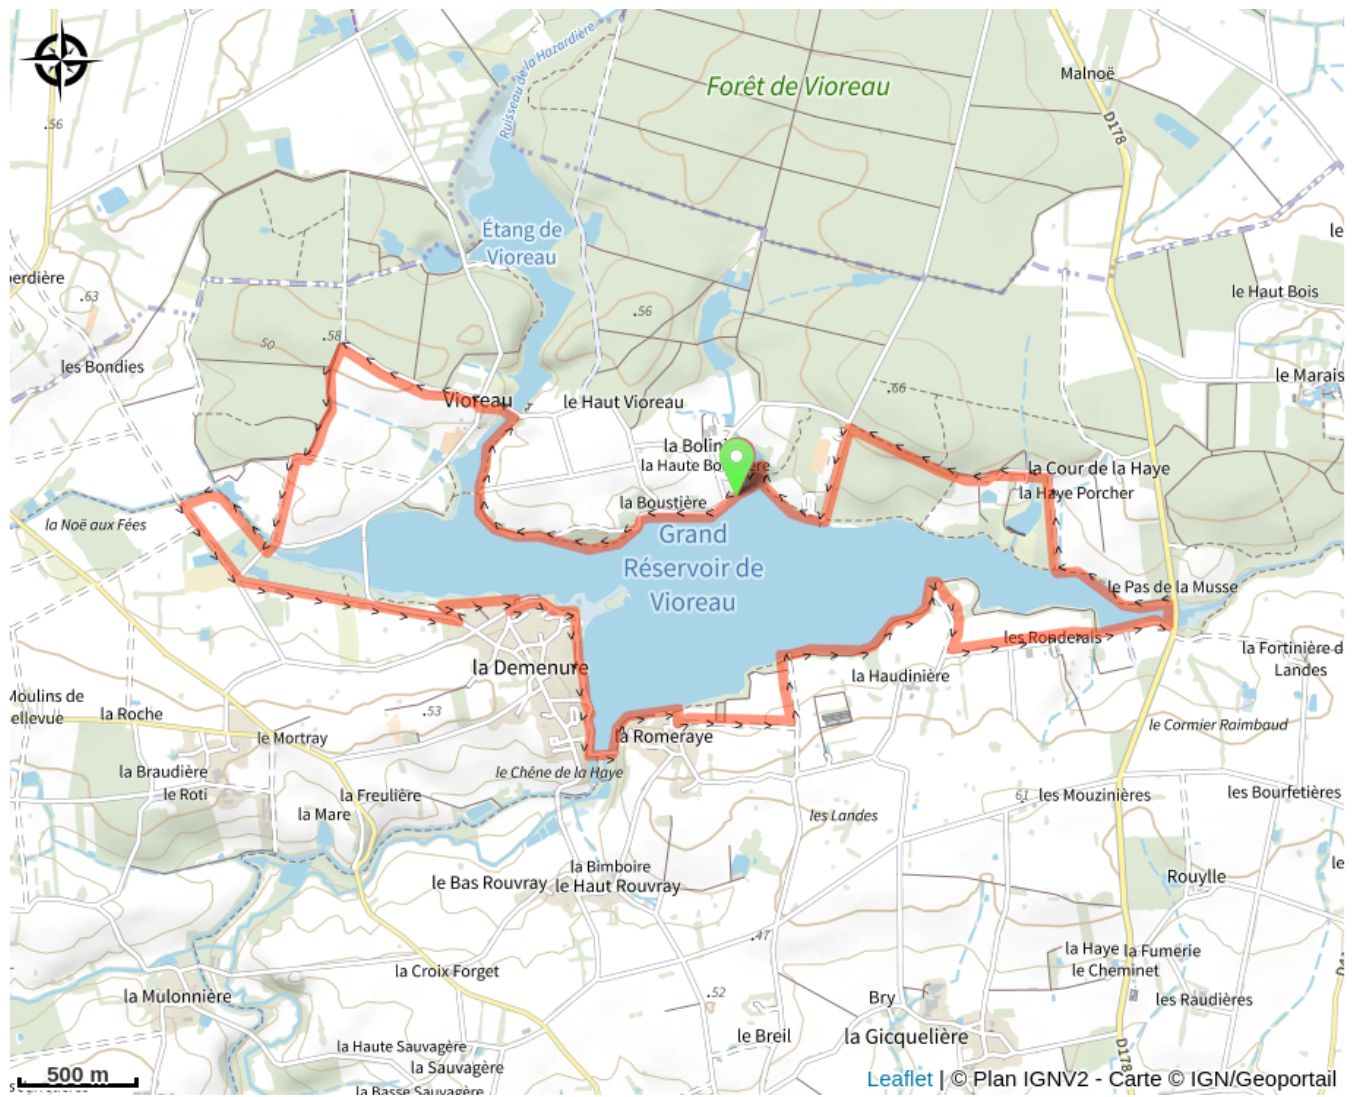 Ruisseau de la Hazardière
Forêt de Vioreau
Malnoë
D178
.56
Étang de
Vioreau
erdière
.63
le
le Haut Bois
.56
.58
50
les Bondies
le Marais
.66
Vioreau
le Haut Vioreau
la Haute Bo
la Cour de la Haye
la Haye Porcher
la Boustière
la Noë aux Fées
Grand
Réservoir de
Vioreau
le Pas de la Musse
les Ronderais
la Fortinière d
Landes
la Demenure
la Haudinière
Moulins de
ellevue
la Roche
.53
le Cormier Raimbaud
le Mortray
la Romeraye
la Braudière
le Chêne de la Haye
le Roti
la Freulière
la Mare
61
les Mouzinières
les Bourfetières
les Landes
la Bimboire
le Bas Rouvray
le Haut Rouvray
Rouylle
le
.47
la Haye
la Fumerie
le Cheminet
la Croix Forget
la Mulonnière
.52
Bry
les Raudières
la Haute Sauvagère
le Breil
la Gicquelière
la Sauvagère
D178
500 m
la Basse Sauvagère
Leaflet | © Plan IGNV2 - Carte © IGN/Geoportail